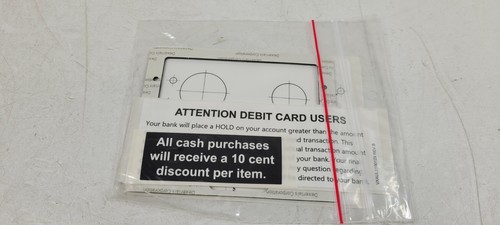 ATTENTION DEBIT CARD USERS
Your bank will place a HOLD on your account greater than the amount
d transaction. This
al transaction amount
your bank. Your final
y question regarding
directed to your bank.
All cash purchases
will receive a 10 cent
discount per item.